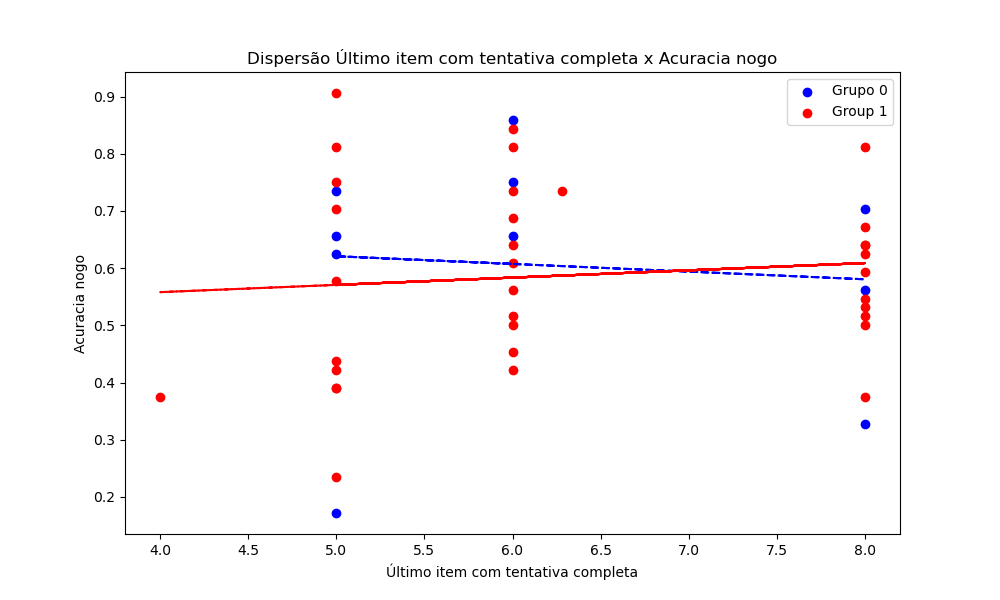 Dispersão Último item com tentativa completa x Acuracia nogo
Grupo 0
Group 1
Acuracia nogo
0.9
0.8
0.7
0.6
0.5
0.4
0.3
0.2
4.0 4.5 5.0 5.5 6.0 6.5 7.0 7.5 8.0
Último item com tentativa completa